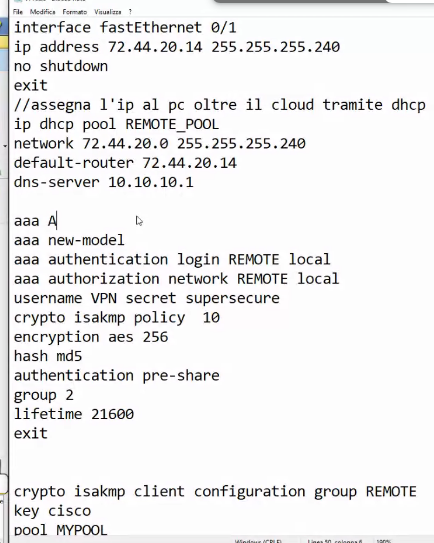 File Modifica Formato Visualizza ?
interface fastEthernet 0/1
ip address 72.44.20.14 255.255.255.240
no shutdown
exit
//assegna l'ip al pc oltre il cloud tramite dhcp
ip dhcp pool REMOTE_POOL
network 72.44.20.0 255.255.255.240
default-router 72.44.20.14
dns-server 10.10.10.1
aaa A
aaa new-model
aaa authentication login REMOTE local
aaa authorization network REMOTE local
username VPN secret supersecure
crypto isakmp policy  10
encryption aes 256
hash md5
authentication pre-share
group 2
lifetime 21600
exit
crypto isakmp client configuration group REMOTE
key cisco
pool MYPOOL
Windows (CRLF) Linea 50, colonna 6 190%